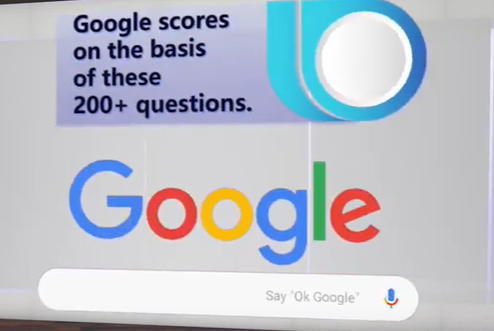 Google scores
on the basis
of these
200+ questions.
Google
Say "Ok Google"